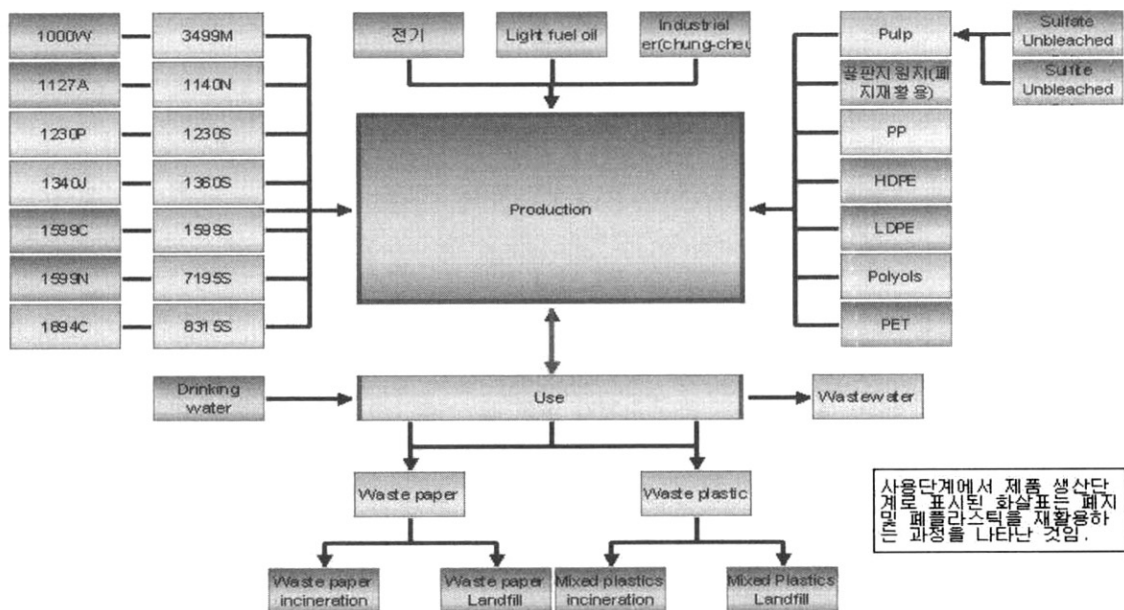 1000W
3499M
1127A
1140N
1230P
1230S
1340J
1360S
1599C
1599S
1599N
7195S
1894C
8315S
전기
Light fuel oil
Industrial
er(chung-cheu
Pulp
골판지원지(폐
지재활용)
PP
HDPE
LDPE
Polyols
PET
Sulfate
Unbleached
Sulfite
Unbleached
Production
Drinking
water
Use
Wastewater
Waste paper
Waste plastic
Waste paper
incineration
Waste paper
Landfill
Mixed plastics
incineration
Mixed Plastics
Landfill
사용단계에서 제품 생산단
계로 표시된 화살표는 폐지
및 폐플라스틱을 재활용하
는 과정을 나타난 것임.